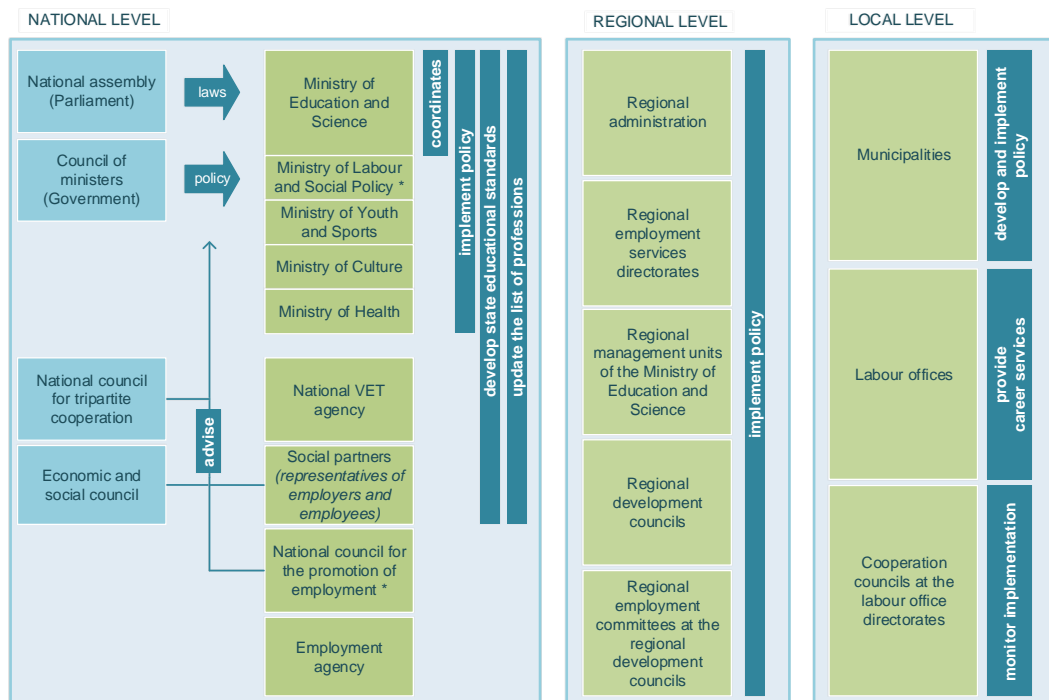 NATIONAL LEVEL
National assembly
(Parliament)
laws
Council of
ministers
(Government)
policy
Ministry of
Education and
Science
Ministry of Labour
and Social Policy *
Ministry of Youth
and Sports
Ministry of Culture
Ministry of Health
coordinates
implement policy
develop state educational standards
update the list of professions
National council
for tripartite
cooperation
Economic and
social council
advise
National VET
agency
Social partners
(representatives of
employers and
employees)
National council for
the promotion of
employment *
Employment
agency
REGIONAL LEVEL
Regional
administration
Regional
employment
services
directorates
Regional
management units
of the Ministry of
Education and
Science
Regional
development
councils
Regional
employment
committees at the
regional
development
councils
implement policy
LOCAL LEVEL
Municipalities
develop and implement
policy
Labour offices
provide
career services
Cooperation
councils at the
labour office
directorates
monitor implementation